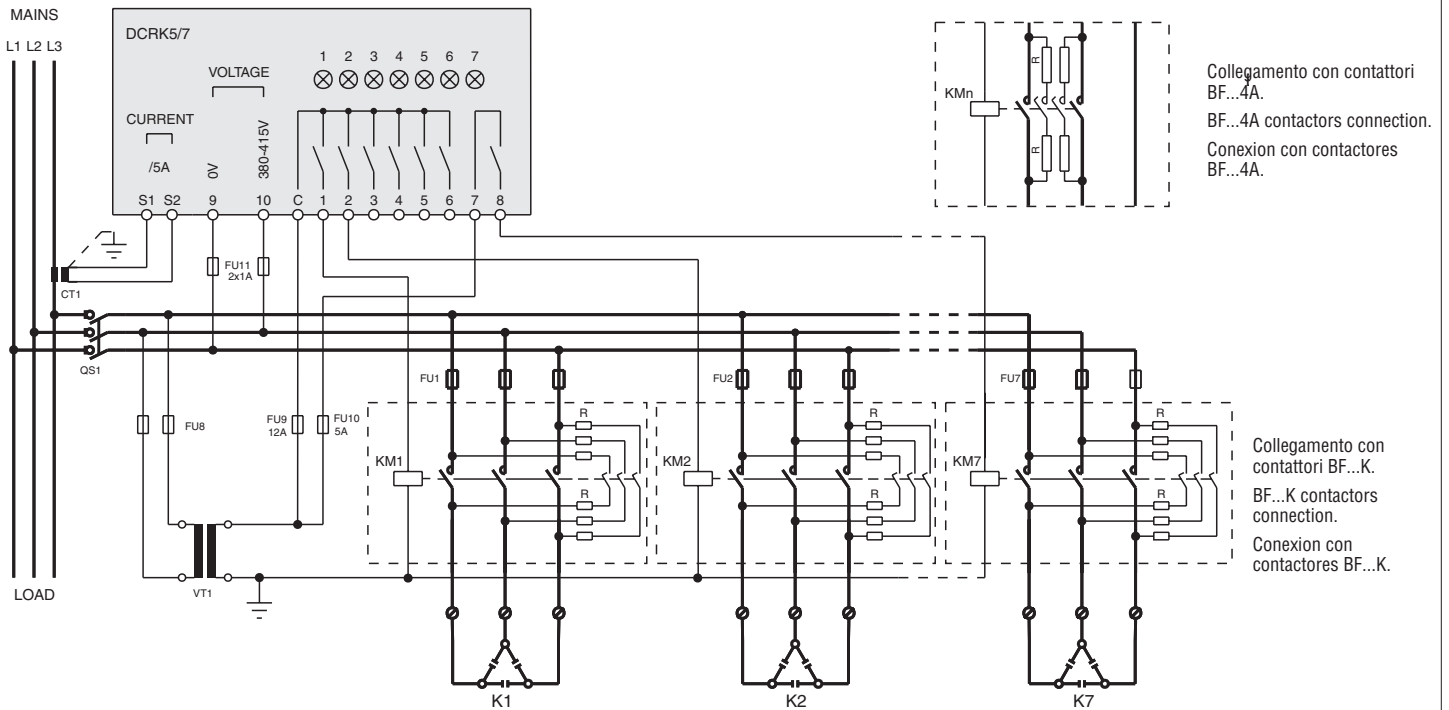 MAINS
L1 L2 L3
DCRK5/7
VOLTAGE
CURRENT
/5A
0V
380-415V
1 2 3 4 5 6 7
S1 S2 9 10 C 1 2 3 4 5 6 7 8
CT1
FU11
2x1A
QS1
FU8
FU9
12A
FU10
5A
VT1
LOAD
FU1
FU2
FU7
KM1
R
R
KM2
R
R
KM7
R
R
K1
K2
K7
KMn
R
R
Collegamento con contattori
BF...4A.
BF...4A contactors connection.
Conexion con contactores
BF...4A.
Collegamento con
contattori BF...K.
BF...K contactors
connection.
Conexion con
contactores BF...K.